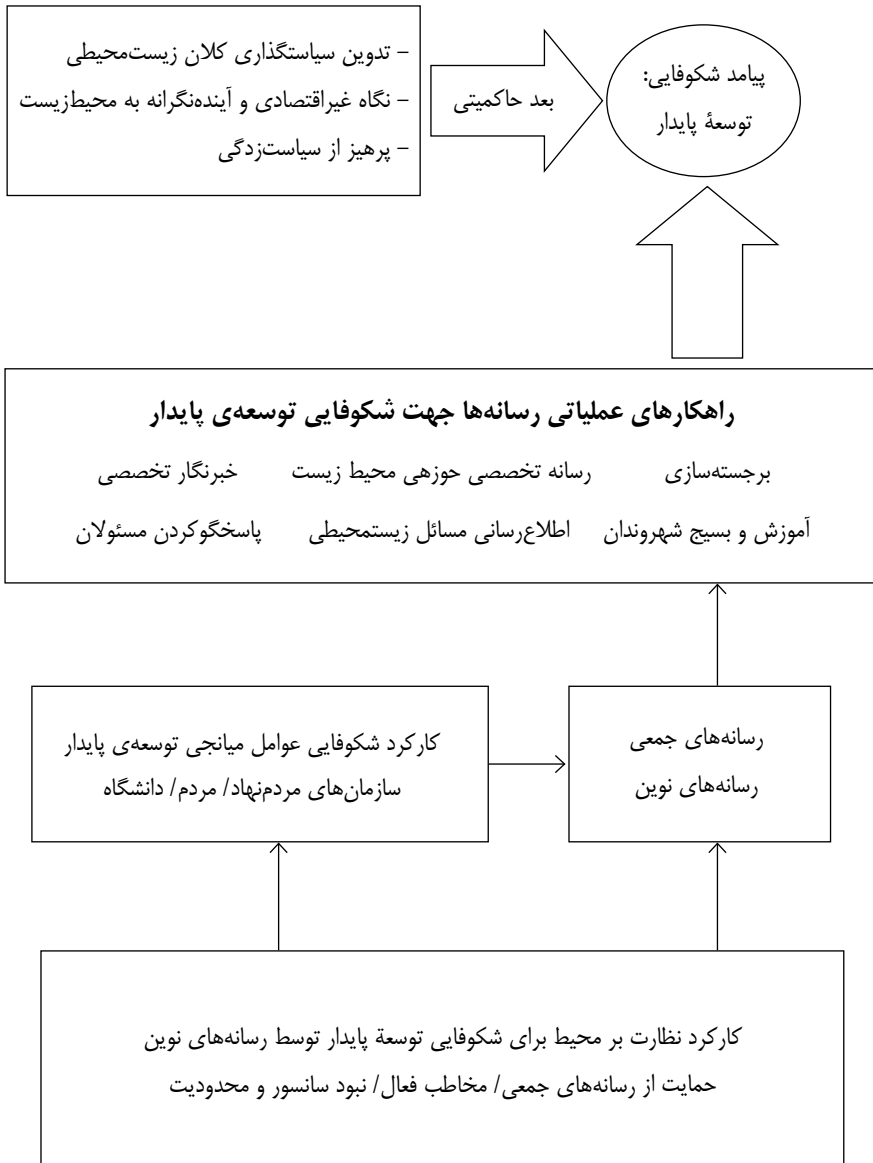 پیامد شکوفایی:
توسعهٔ پایدار
بعد حاکمیتی
– تدوین سیاستگذاری کلان زیست‌محیطی
– نگاه غیراقتصادی و آینده‌نگرانه به محیط‌زیست
– پرهیز از سیاست‌زدگی
راهکارهای عملیاتی رسانه‌ها جهت شکوفایی توسعه‌ی پایدار
برجسته‌سازی رسانه تخصصی حوزهی محیط زیست خبرنگار تخصصی
آموزش و بسیج شهروندان اطلاع‌رسانی مسائل زیستمحیطی پاسخگوکردن مسئولان
رسانه‌های جمعی
رسانه‌های نوین
کارکرد شکوفایی عوامل میانجی توسعه‌ی پایدار
سازمان‌های مردم‌نهاد/ مردم/ دانشگاه
کارکرد نظارت بر محیط برای شکوفایی توسعة پایدار توسط رسانه‌های نوین
حمایت از رسانه‌های جمعی/ مخاطب فعال/ نبود سانسور و محدودیت